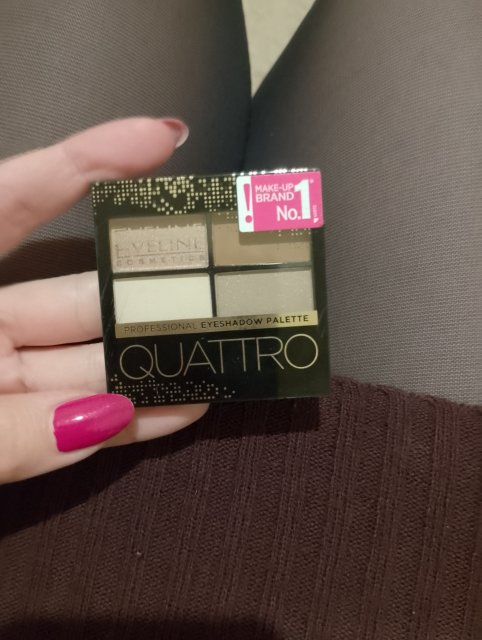 !
MAKE-UP
BRAND
No.1*
EVELINE
COSMETICS
PROFESSIONAL EYESHADOW PALETTE
QUATTRO